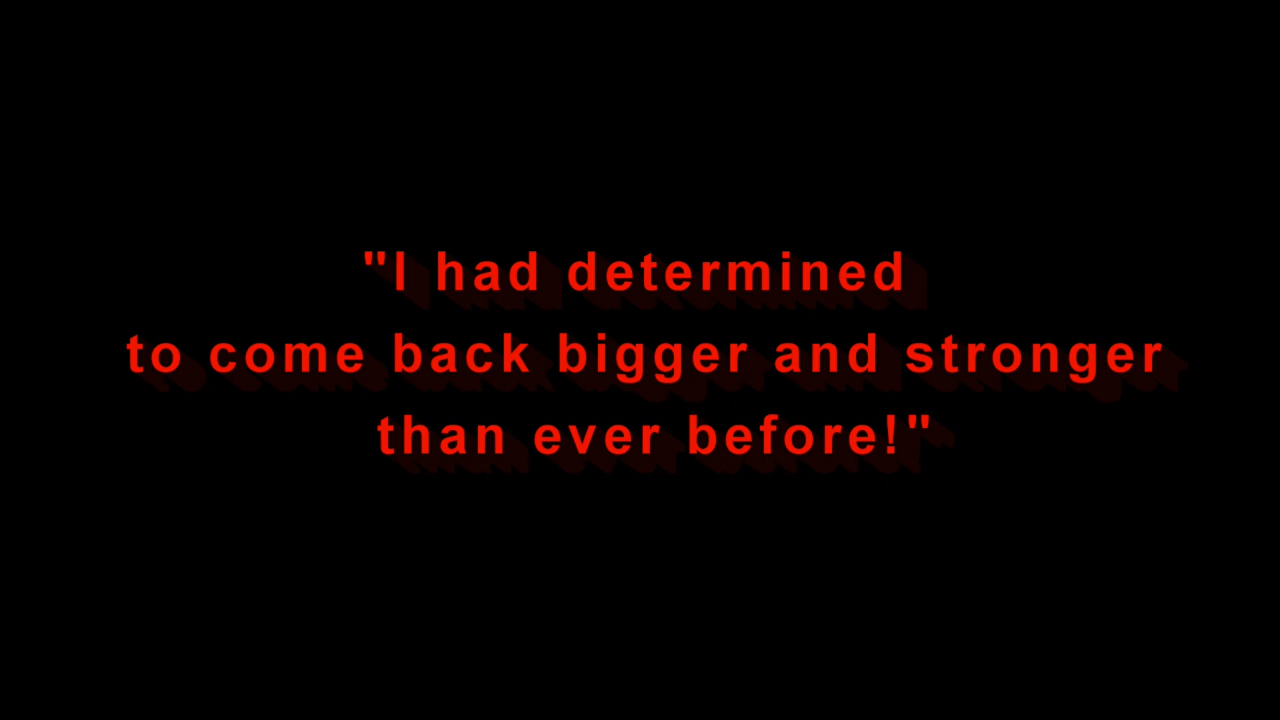 "I had determined
to come back bigger and stronger
than ever before!"